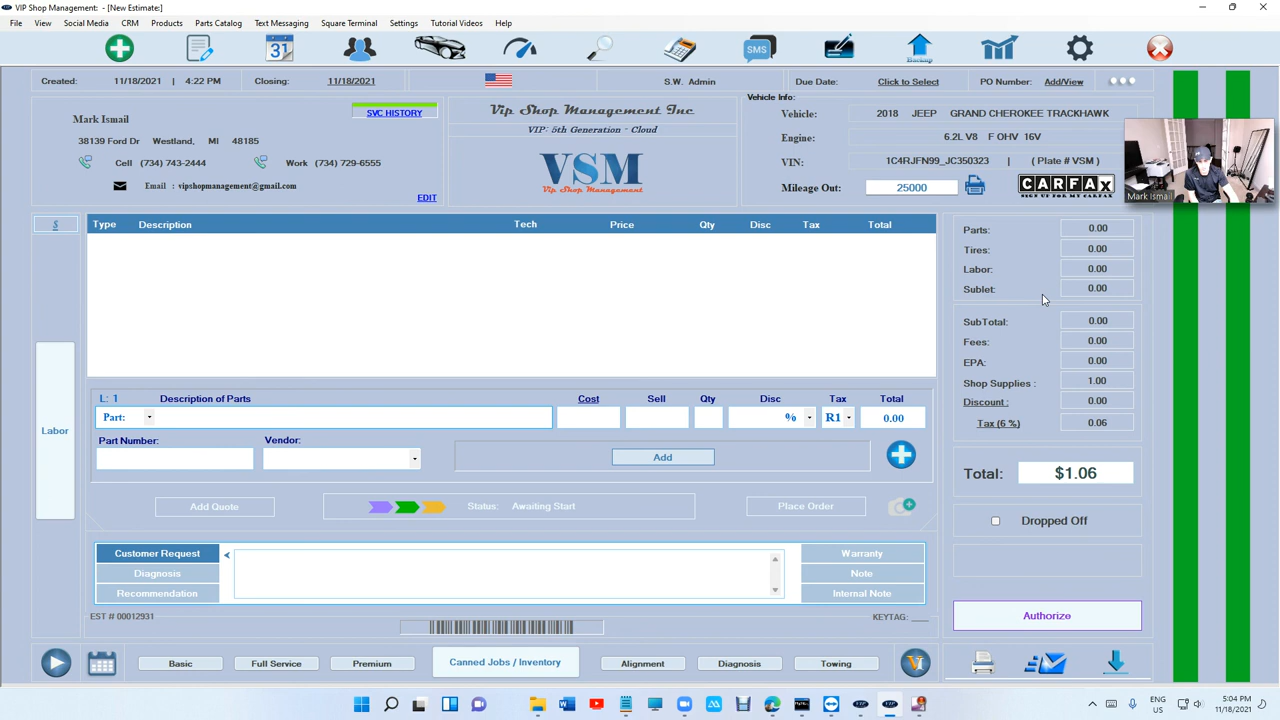 VIP Shop Management: - [New Estimate:]
File View Social Media CRM Products Parts Catalog Text Messaging Square Terminal Settings Tutorial Videos Help
31
SMS
Backup
Created: 11/18/2021 | 4:22 PM Closing: 11/18/2021 S.W. Admin Due Date: Click to Select PO Number: Add/View
Vehicle Info:
Mark Ismail
SVC HISTORY
38139 Ford Dr Westland, MI 48185
Cell (734) 743-2444 Work (734) 729-6555
Email : vipshopmanagement@gmail.com
EDIT
Vip Shop Management Inc
VIP: 5th Generation - Cloud
VSM
Vip Shop Management
Vehicle: 2018 JEEP GRAND CHEROKEE TRACKHAWK
Engine: 6.2L V8 F OHV 16V
VIN: 1C4RJFN99_JC350323 | ( Plate # VSM )
Mileage Out: 25000
CARFAX
SIGN UP FOR MY CARFAX
Mark Ismail
S
Type Description Tech Price Qty Disc Tax Total
Labor
Parts: 0.00
Tires: 0.00
Labor: 0.00
Sublet: 0.00
SubTotal: 0.00
Fees: 0.00
EPA: 0.00
Shop Supplies : 1.00
Discount : 0.00
Tax (6 %) 0.06
Total: $1.06
Dropped Off
Authorize
L: 1 Description of Parts Cost Sell Qty Disc Tax Total
Part: % R1 0.00
Part Number: Vendor:
Add
Add Quote Status: Awaiting Start Place Order
Customer Request < Warranty
Diagnosis Note
Recommendation Internal Note
EST # 00012931 KEYTAG: ___
Basic Full Service Premium Canned Jobs / Inventory Alignment Diagnosis Towing
ENG
US
5:04 PM
11/18/2021